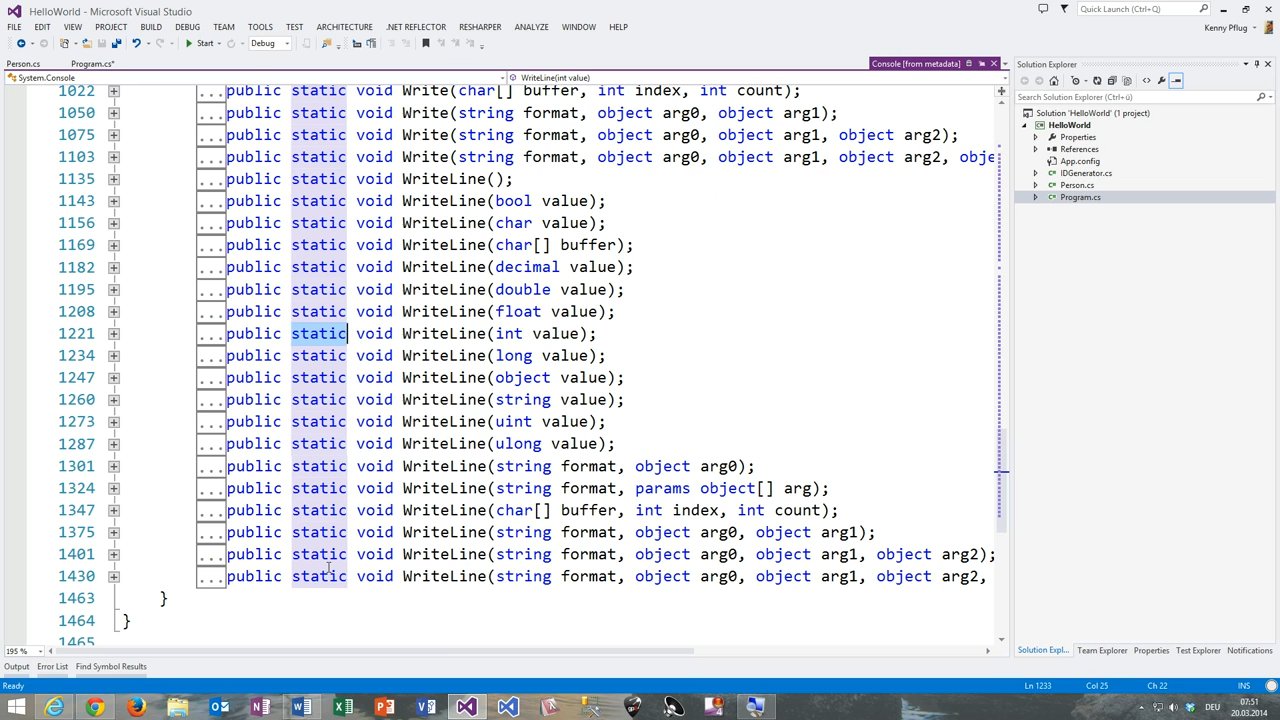 HelloWorld - Microsoft Visual Studio
Quick Launch (Ctrl+Q)
FILE EDIT VIEW PROJECT BUILD DEBUG TEAM TOOLS TEST ARCHITECTURE .NET REFLECTOR RESHARPER ANALYZE WINDOW HELP
Kenny Pflug
Start Debug
Person.cs Program.cs* Console [from metadata]
Solution Explorer
System.Console WriteLine(int value)
Search Solution Explorer (Ctrl+ü)
Solution 'HelloWorld' (1 project)
HelloWorld
Properties
References
App.config
IDGenerator.cs
Person.cs
Program.cs
1022 ... public static void Write(char[] buffer, int index, int count);
1050 ... public static void Write(string format, object arg0, object arg1);
1075 ... public static void Write(string format, object arg0, object arg1, object arg2);
1103 ... public static void Write(string format, object arg0, object arg1, object arg2, obje
1135 ... public static void WriteLine();
1143 ... public static void WriteLine(bool value);
1156 ... public static void WriteLine(char value);
1169 ... public static void WriteLine(char[] buffer);
1182 ... public static void WriteLine(decimal value);
1195 ... public static void WriteLine(double value);
1208 ... public static void WriteLine(float value);
1221 ... public static void WriteLine(int value);
1234 ... public static void WriteLine(long value);
1247 ... public static void WriteLine(object value);
1260 ... public static void WriteLine(string value);
1273 ... public static void WriteLine(uint value);
1287 ... public static void WriteLine(ulong value);
1301 ... public static void WriteLine(string format, object arg0);
1324 ... public static void WriteLine(string format, params object[] arg);
1347 ... public static void WriteLine(char[] buffer, int index, int count);
1375 ... public static void WriteLine(string format, object arg0, object arg1);
1401 ... public static void WriteLine(string format, object arg0, object arg1, object arg2);
1430 ... public static void WriteLine(string format, object arg0, object arg1, object arg2,
1463 }
1464 }
1465
195 %
Solution Expl... Team Explorer Properties Test Explorer Notifications
Output Error List Find Symbol Results
Ready Ln 1233 Col 25 Ch 22 INS
DEU
07:51
20.03.2014